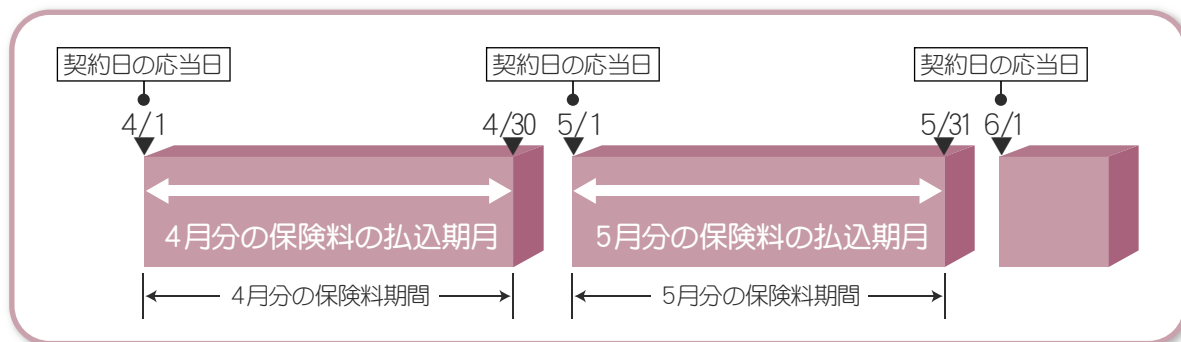 契約日の応当日 契約日の応当日 契約日の応当日
4/1 4/30 5/1 5/31 6/1
4月分の保険料の払込期月 5月分の保険料の払込期月
4月分の保険料期間 5月分の保険料期間